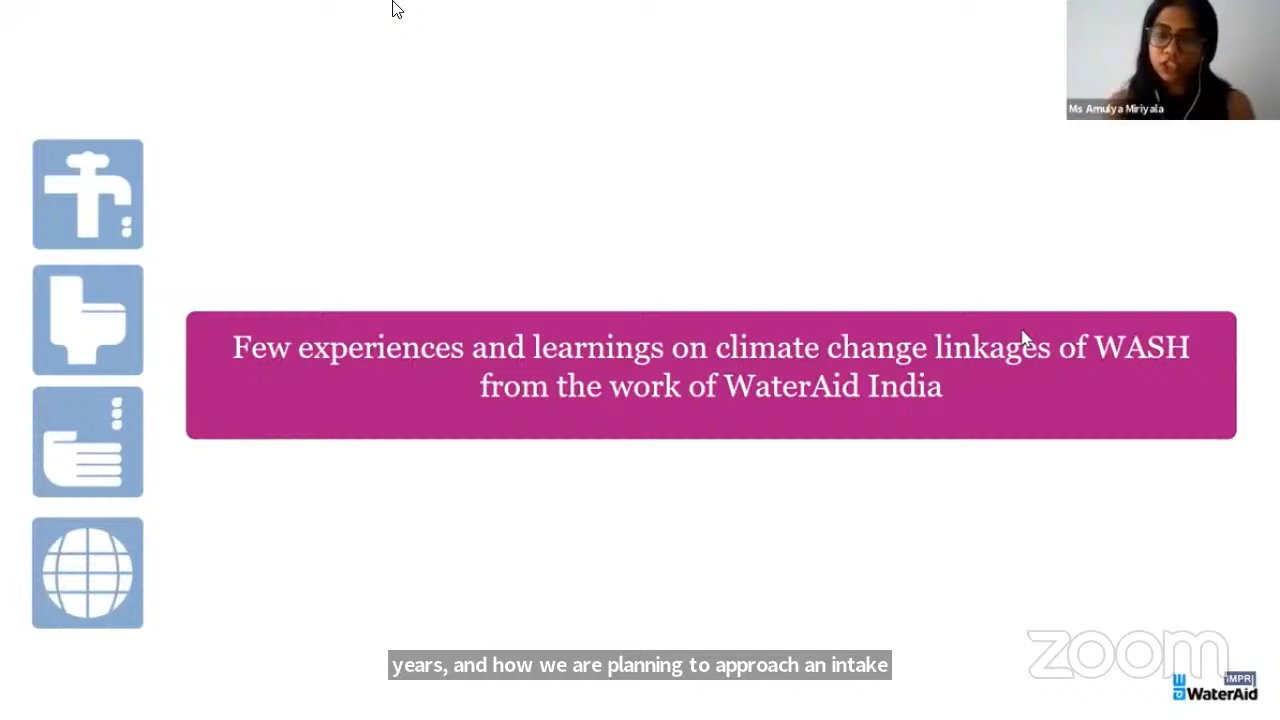 Ms Amulya Miriyala
Few experiences and learnings on climate change linkages of WASH
from the work of WaterAid India
years, and how we are planning to approach an intake
zoom
IMPRI
WaterAid